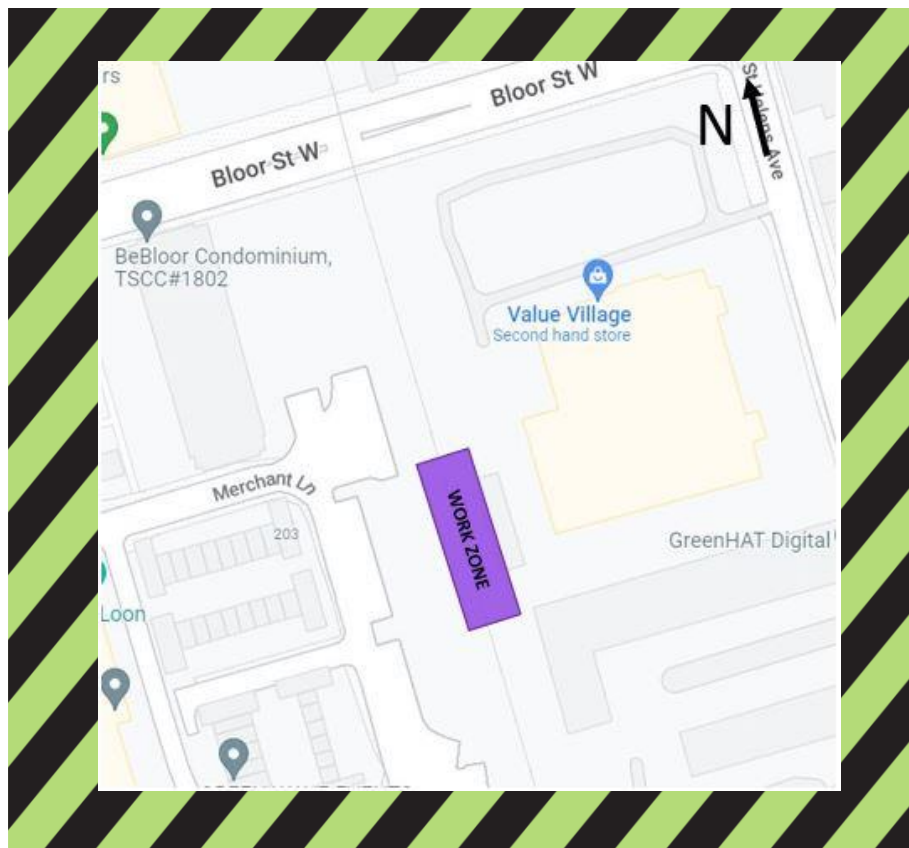 rs
Bloor St W
Bloor St W
St Helens Ave
N
BeBloor Condominium,
TSCC#1802
Value Village
Second hand store
Merchant Ln
WORK ZONE
203
GreenHAT Digital
Loon